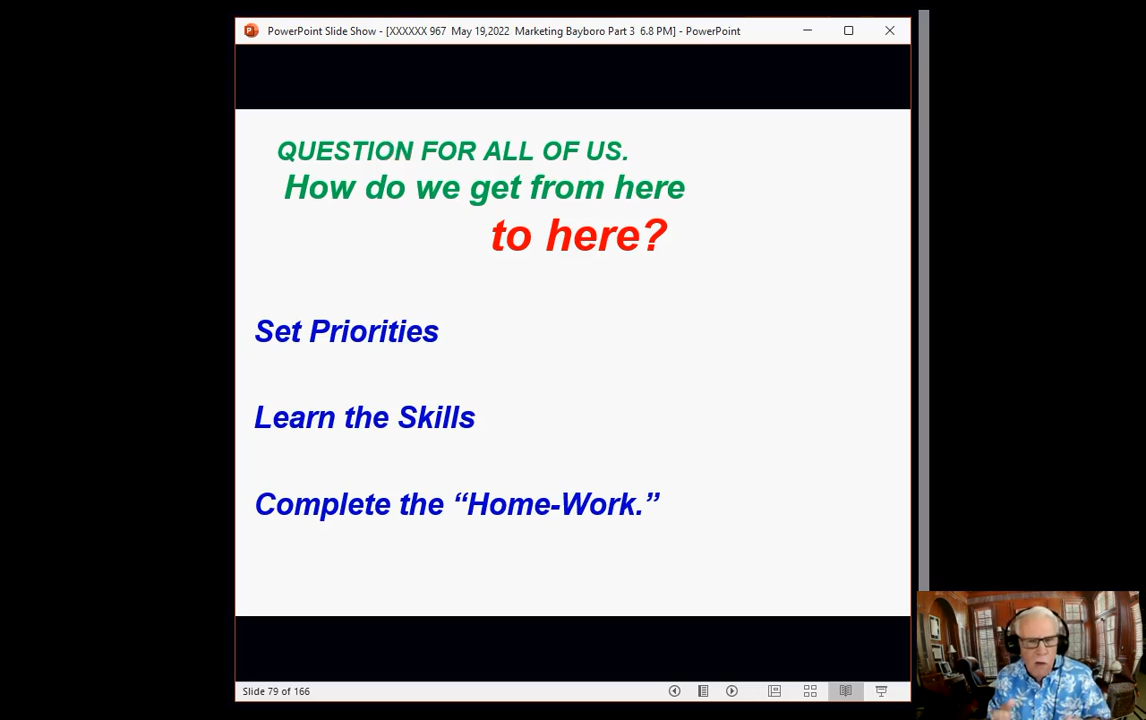 PowerPoint Slide Show - [XXXXXX 967 May 19,2022 Marketing Bayboro Part 3 6.8 PM] - PowerPoint
QUESTION FOR ALL OF US.
How do we get from here
to here?
Set Priorities
Learn the Skills
Complete the “Home-Work.”
Slide 79 of 166